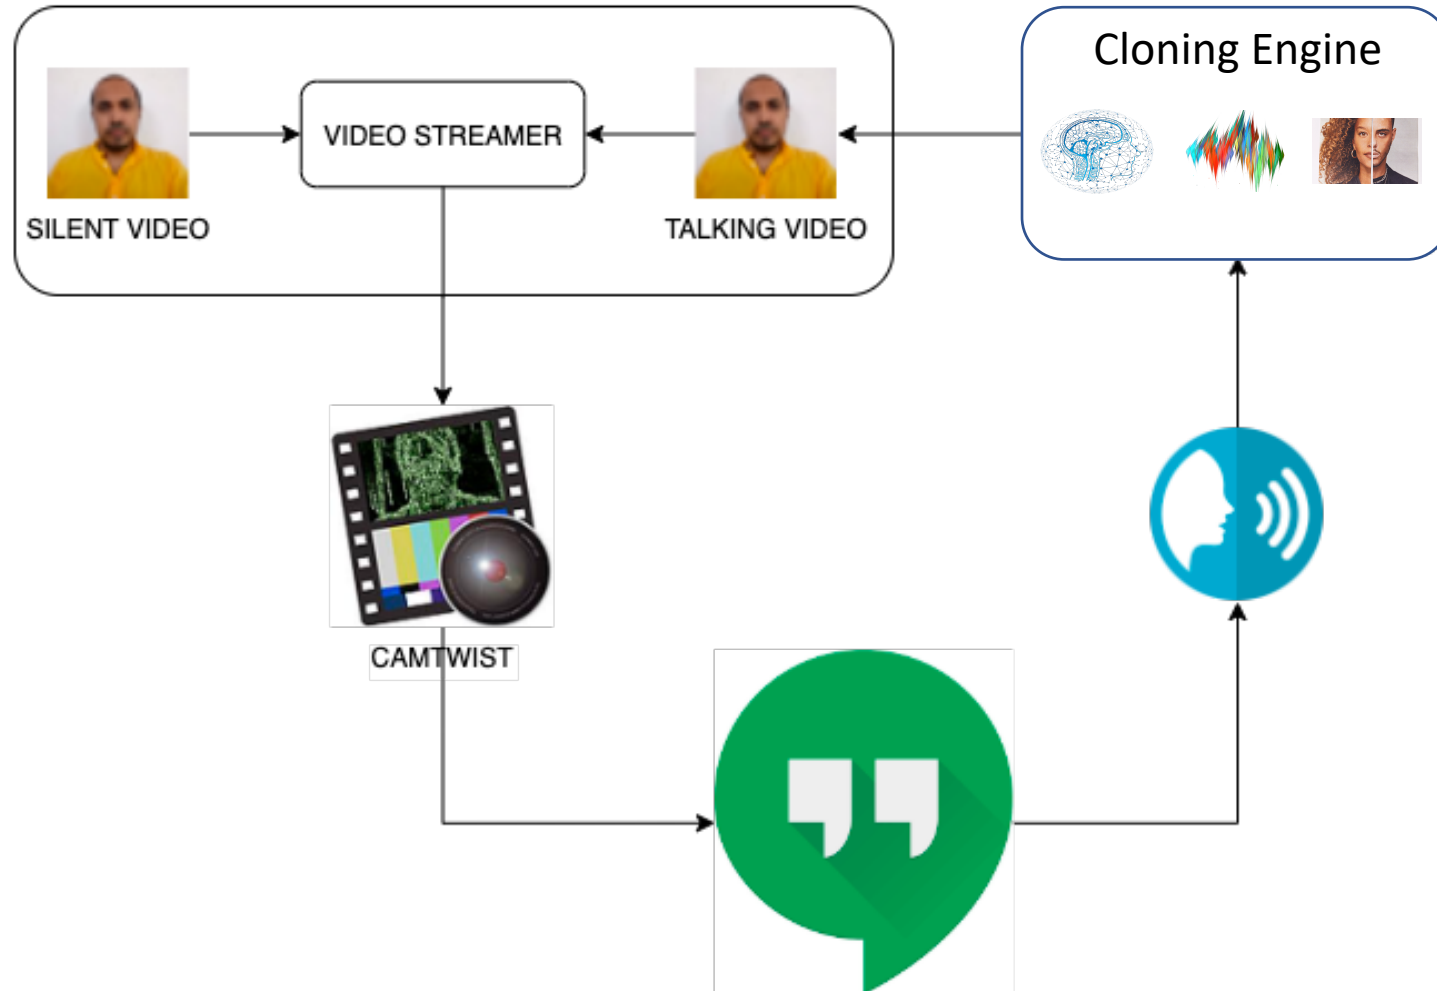 Cloning Engine
VIDEO STREAMER
SILENT VIDEO
TALKING VIDEO
CAMTWIST